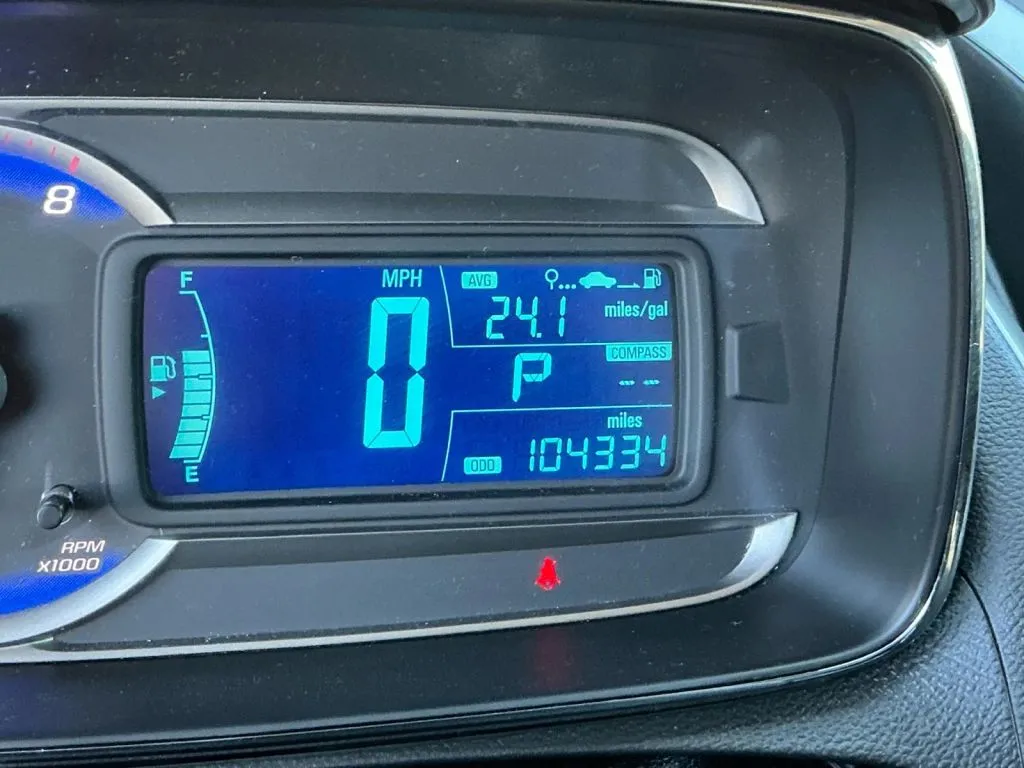 8
F
MPH
AVG
24.1
miles/gal
0
P
COMPASS
-- --
miles
E
ODO
104334
RPM
X1000